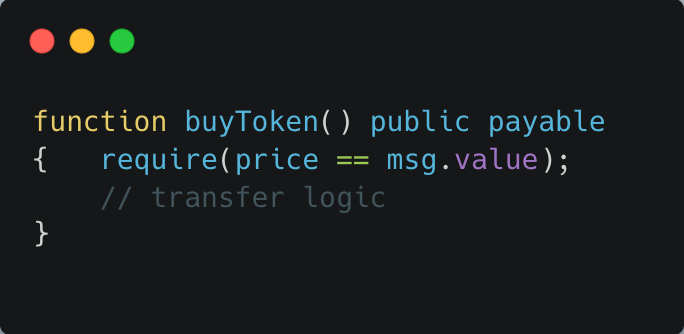 function buyToken() public payable
{   require(price == msg.value);
    // transfer logic
}